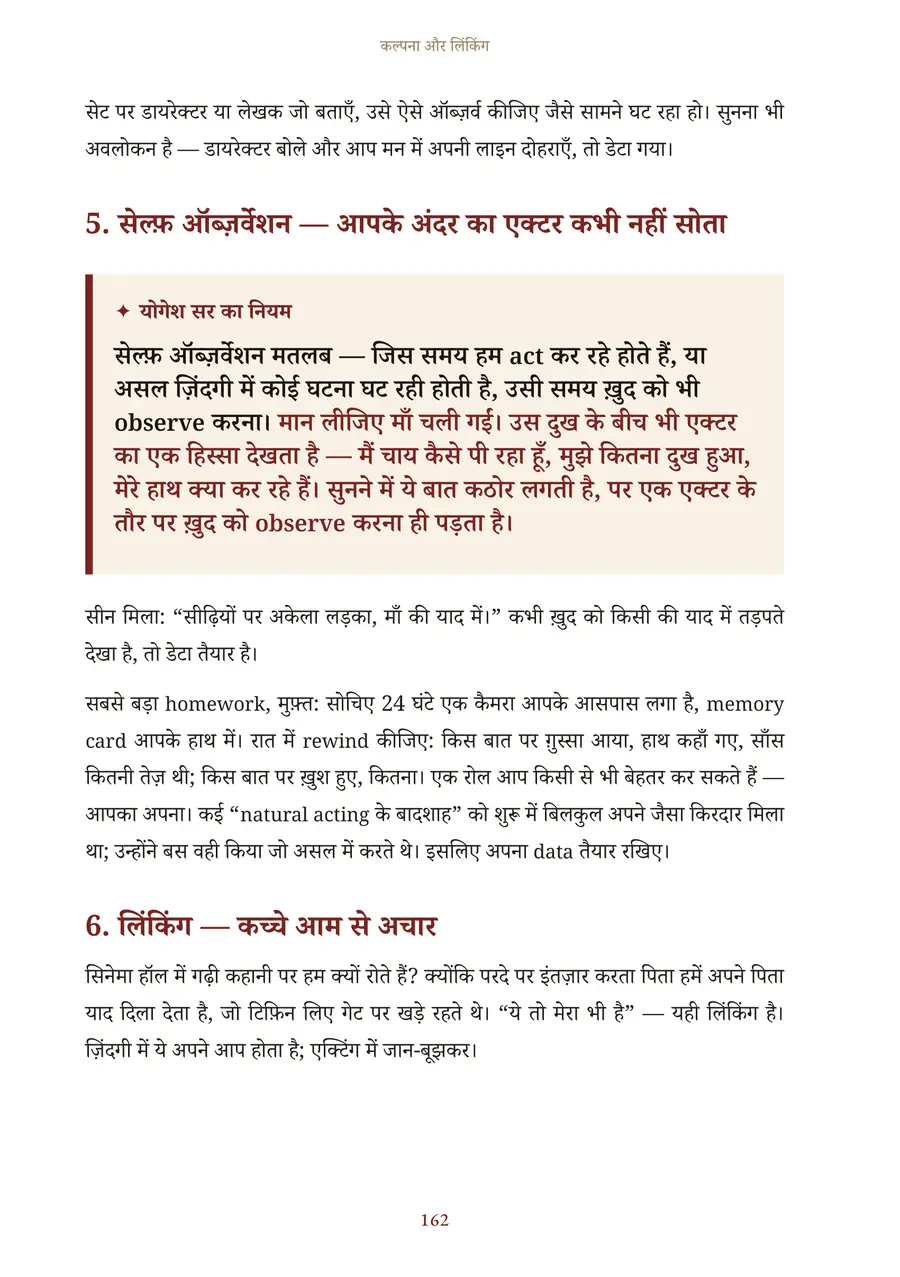 कल्पना और लिंकिंग
सेट पर डायरेक्टर या लेखक जो बताएँ, उसे ऐसे ऑब्ज़र्व कीजिए जैसे सामने घट रहा हो। सुनना भी
अवलोकन है — डायरेक्टर बोले और आप मन में अपनी लाइन दोहराएँ, तो डेटा गया।
5. सेल्फ़ ऑब्ज़र्वेशन — आपके अंदर का एक्टर कभी नहीं सोता
✦ योगेश सर का नियम
सेल्फ़ ऑब्ज़र्वेशन मतलब — जिस समय हम act कर रहे होते हैं, या
असल ज़िंदगी में कोई घटना घट रही होती है, उसी समय ख़ुद को भी
observe करना। मान लीजिए माँ चली गईं। उस दुख के बीच भी एक्टर
का एक हिस्सा देखता है — मैं चाय कैसे पी रहा हूँ, मुझे कितना दुख हुआ,
मेरे हाथ क्या कर रहे हैं। सुनने में ये बात कठोर लगती है, पर एक एक्टर के
तौर पर ख़ुद को observe करना ही पड़ता है।
सीन मिला: “सीढ़ियों पर अकेला लड़का, माँ की याद में।” कभी ख़ुद को किसी की याद में तड़पते
देखा है, तो डेटा तैयार है।
सबसे बड़ा homework, मुफ़्त: सोचिए 24 घंटे एक कैमरा आपके आसपास लगा है, memory
card आपके हाथ में। रात में rewind कीजिए: किस बात पर ग़ुस्सा आया, हाथ कहाँ गए, साँस
कितनी तेज़ थी; किस बात पर ख़ुश हुए, कितना। एक रोल आप किसी से भी बेहतर कर सकते हैं —
आपका अपना। कई “natural acting के बादशाह” को शुरू में बिलकुल अपने जैसा किरदार मिला
था; उन्होंने बस वही किया जो असल में करते थे। इसलिए अपना data तैयार रखिए।
6. लिंकिंग — कच्चे आम से अचार
सिनेमा हॉल में गढ़ी कहानी पर हम क्यों रोते हैं? क्योंकि परदे पर इंतज़ार करता पिता हमें अपने पिता
याद दिला देता है, जो टिफ़िन लिए गेट पर खड़े रहते थे। “ये तो मेरा भी है” — यही लिंकिंग है।
ज़िंदगी में ये अपने आप होता है; एक्टिंग में जान-बूझकर।
162